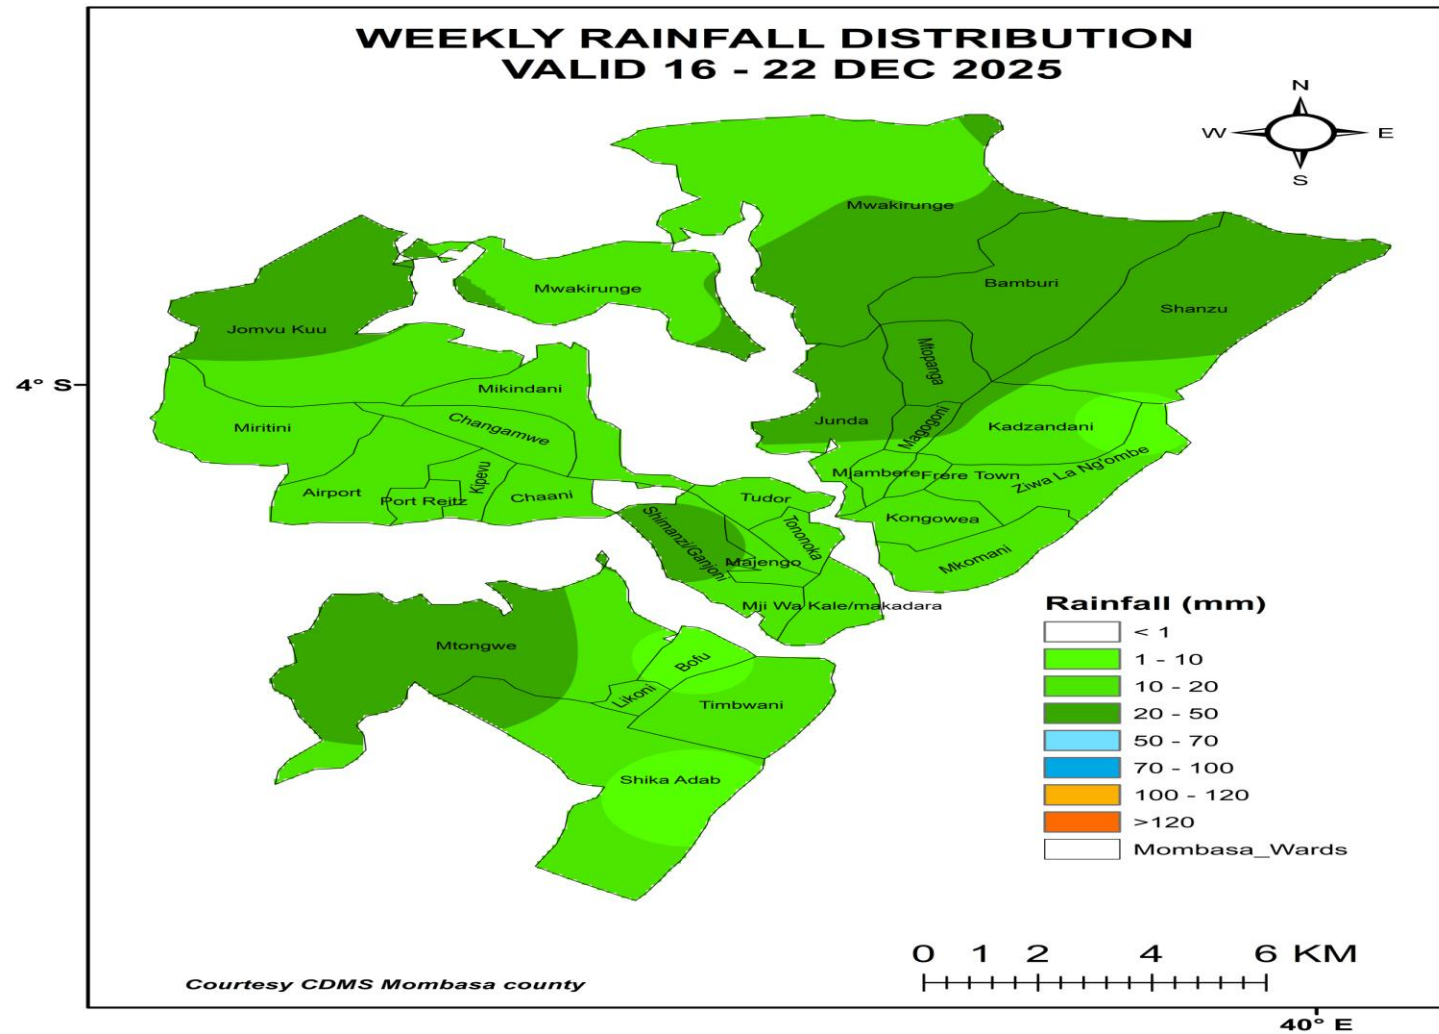 WEEKLY RAINFALL DISTRIBUTION
VALID 16 - 22 DEC 2025
N
W
E
S
Mwakirunge
Bamburi
Mwakirunge
Shanzu
Jomvu Kuu
Mtopanga
4° S
Mikindani
Junda
Magogoni
Kadzandani
Miritini
Changamwe
Mjambere
Frere Town
Ziwa La Ng'ombe
Airport
Port Reitz
Kipevu
Chaani
Tudor
Kongowea
Shimanzi/Ganjoni
Tononoka
Majengo
Mkomani
Mji Wa Kale/makadara
Mtongwe
Bofu
Likoni
Timbwani
Shika Adab
Rainfall (mm)
< 1
1 - 10
10 - 20
20 - 50
50 - 70
70 - 100
100 - 120
>120
Mombasa_Wards
0 1 2 4 6 KM
Courtesy CDMS Mombasa county
40° E